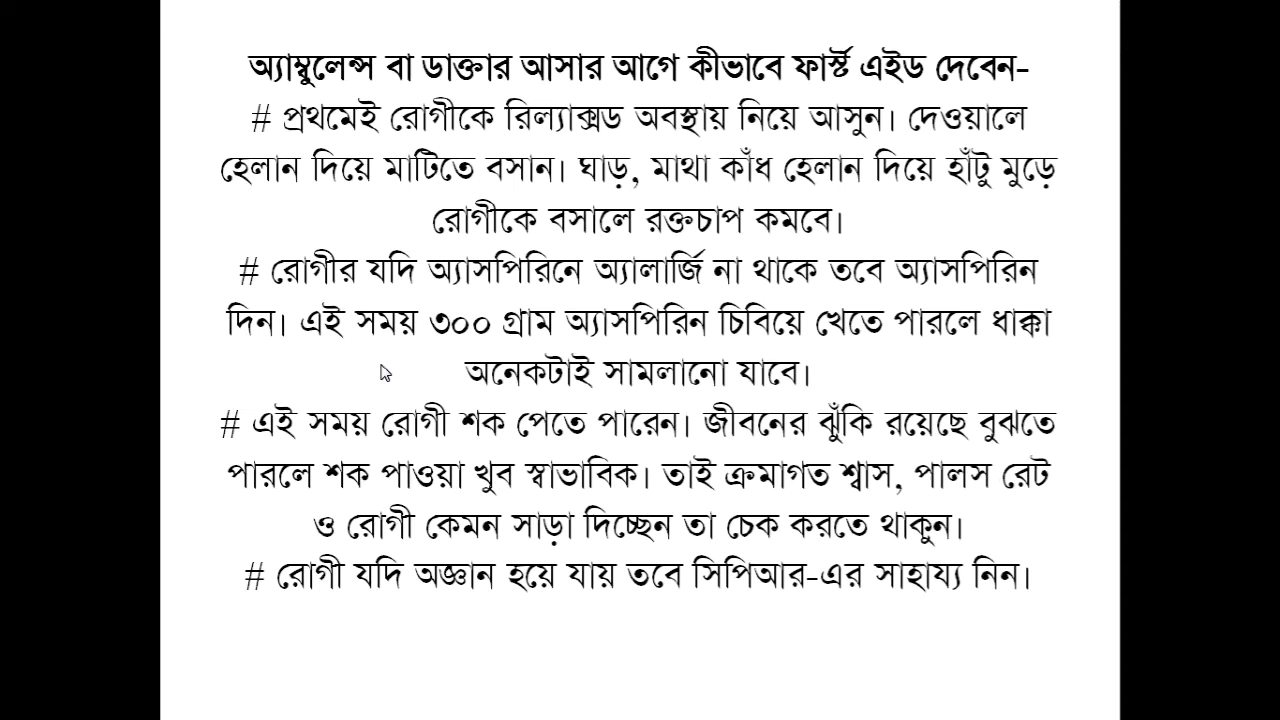 অ্যাম্বুলেন্স বা ডাক্তার আসার আগে কীভাবে ফার্স্ট এইড দেবেন-
# প্রথমেই রোগীকে রিল্যাক্সড অবস্থায় নিয়ে আসুন। দেওয়ালে
হেলান দিয়ে মাটিতে বসান। ঘাড়, মাথা কাঁধ হেলান দিয়ে হাঁটু মুড়ে
রোগীকে বসালে রক্তচাপ কমবে।
# রোগীর যদি অ্যাসপিরিনে অ্যালার্জি না থাকে তবে অ্যাসপিরিন
দিন। এই সময় ৩০০ গ্রাম অ্যাসপিরিন চিবিয়ে খেতে পারলে ধাক্কা
অনেকটাই সামলানো যাবে।
# এই সময় রোগী শক পেতে পারেন। জীবনের ঝুঁকি রয়েছে বুঝতে
পারলে শক পাওয়া খুব স্বাভাবিক। তাই ক্রমাগত শ্বাস, পালস রেট
ও রোগী কেমন সাড়া দিচ্ছেন তা চেক করতে থাকুন।
# রোগী যদি অজ্ঞান হয়ে যায় তবে সিপিআর-এর সাহায্য নিন।